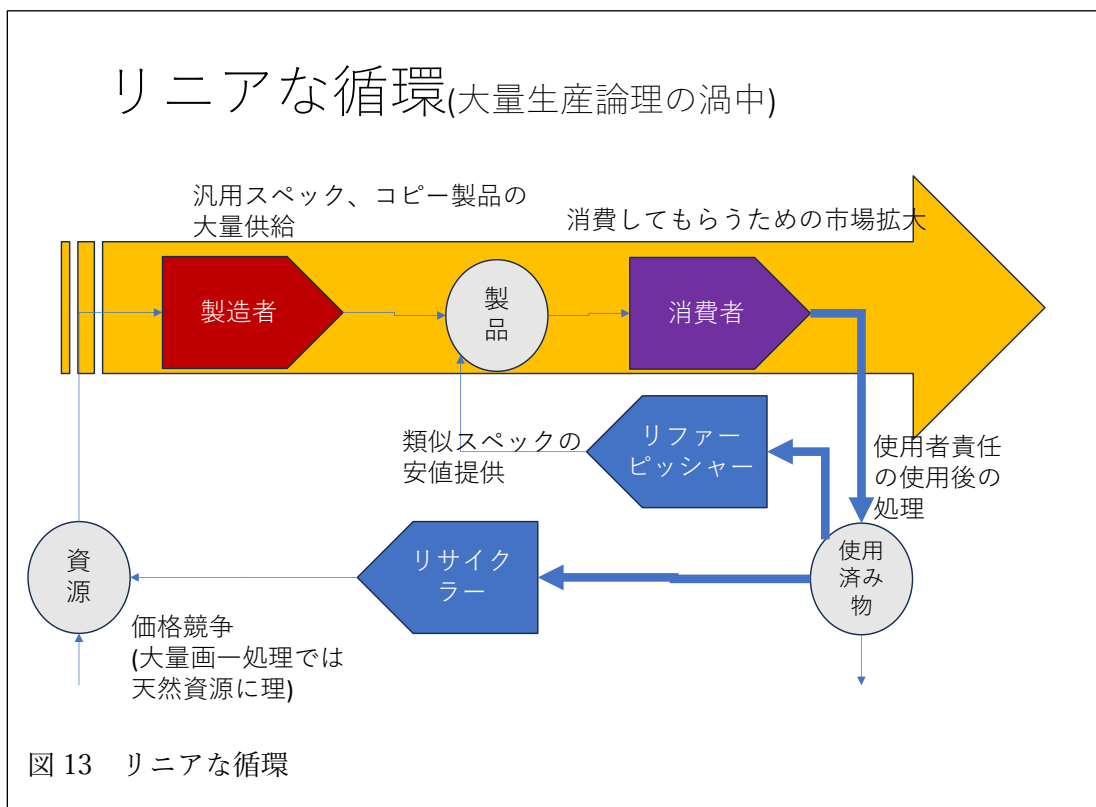 リニアな循環(大量生産論理の渦中)
汎用スペック、コピー製品の
大量供給
消費してもらうための市場拡大
製造者
製
品
消費者
類似スペックの
安値提供
リファー
ビッシャー
使用者責任
の使用後の
処理
資
源
リサイク
ラー
使用
済み
物
価格競争
(大量画一処理では
天然資源に理)
図 13　リニアな循環